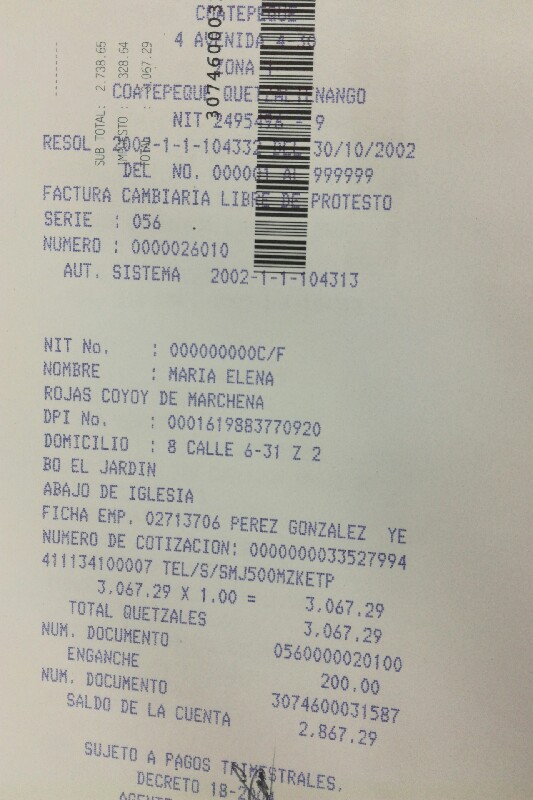 COATEPEQUE
4 AVENIDA 4
ZONA
COATEPEQUE QUETZALTENANGO
NIT 2495496 - 9
RESOL 2002-1-1-104332 DEL 30/10/2002
DEL NO. 000001 AL 999999
FACTURA CAMBIARIA LIBRE DE PROTESTO
SERIE : 056
NUMERO : 0000026010
AUT. SISTEMA 2002-1-1-104313
SUB TOTAL: 2.738.65
IMPUESTO : 328.64
TOTAL : 3,067.29
NIT No. : 000000000C/F
NOMBRE : MARIA ELENA
ROJAS COYOY DE MARCHENA
DPI No. : 0001619883770920
DOMICILIO : 8 CALLE 6-31 Z 2
BO EL JARDIN
ABAJO DE IGLESIA
FICHA EMP. 02713706 PEREZ GONZALEZ YE
NUMERO DE COTIZACION: 0000000033527994
411134100007 TEL/S/SMJ500MZKETP
3,067.29 X 1.00 = 3,067.29
TOTAL QUETZALES 3,067.29
NUM. DOCUMENTO 0560000020100
ENGANCHE 200.00
NUM. DOCUMENTO 3074600031587
SALDO DE LA CUENTA 2,867.29
SUJETO A PAGOS TRIMESTRALES,
DECRETO 18-